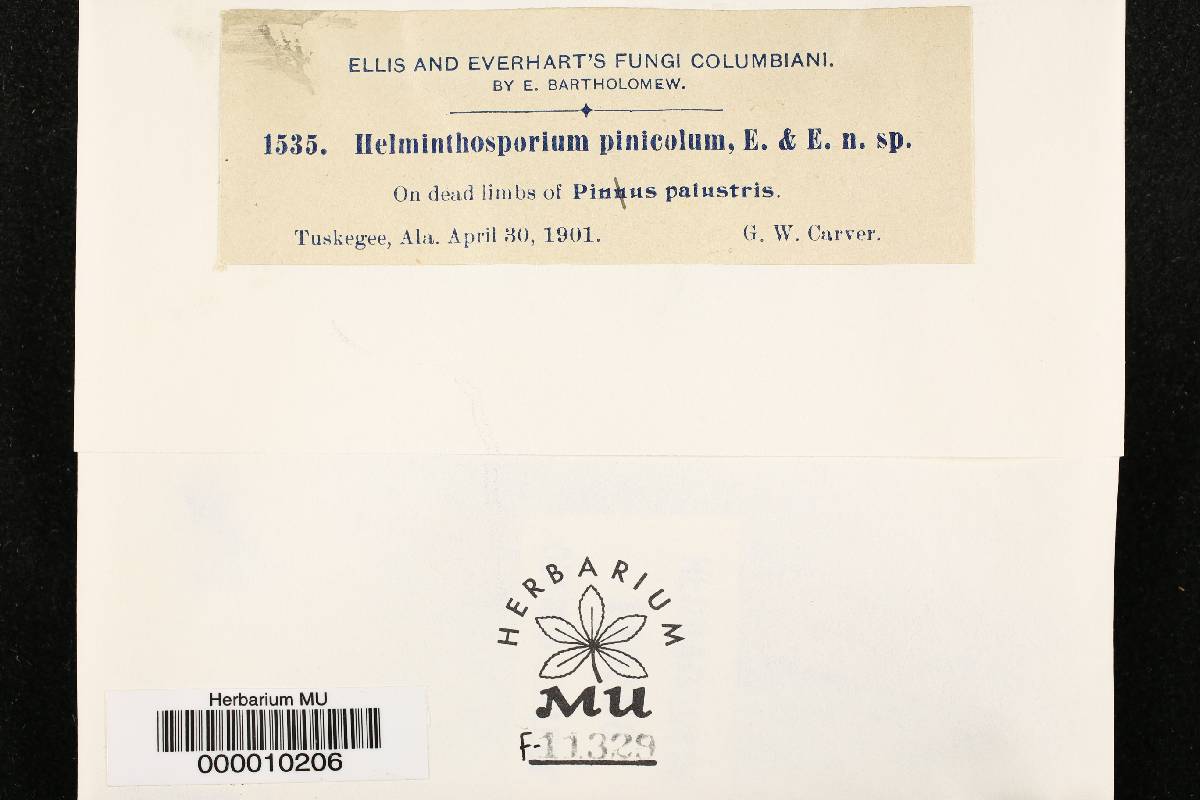 ELLIS AND EVERHART'S FUNGI COLUMBIANI.
BY E. BARTHOLOMEW.
1535. Helminthosporium pinicolum, E. & E. n. sp.
On dead limbs of Pinnus palustris.
Tuskegee, Ala. April 30, 1901. G. W. Carver.
HERBARIUM
MU
F-11329
Herbarium MU
000010206